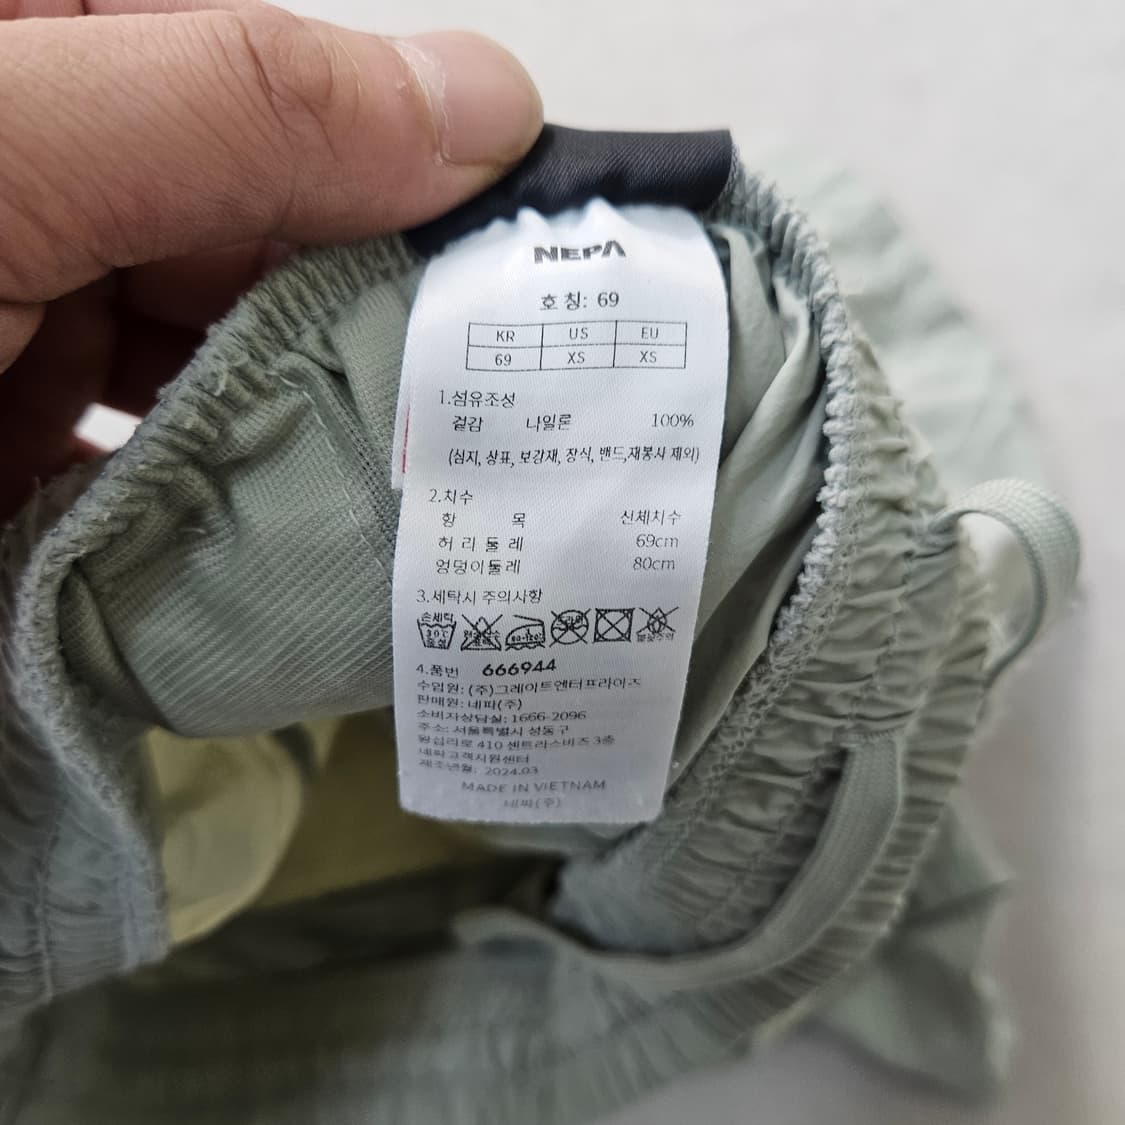 NEPA
호 칭: 69
KR US EU
69 XS XS
1.섬유조성
겉감 나일론 100%
(심지, 상표, 보강재, 장식, 밴드,재봉사 제외)
2.치수
항 목 신체치수
허 리 둘 레 69cm
엉덩이둘레 80cm
3.세탁시 주의사항
손세탁
30℃
중성
4.품번 666944
수입원: (주)그레이트엔터프라이즈
판매원: 네파(주)
소비자상담실: 1666-2096
주소: 서울특별시 성동구
왕십리로 410 센트라스비즈 3층
네파고객지원센터
제조년월: 2024.03
MADE IN VIETNAM
네파(주)